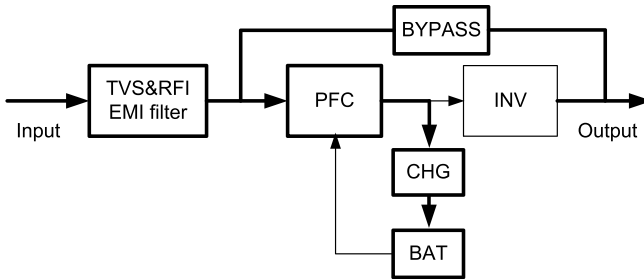 BYPASS
TVS&RFI
EMI filter
PFC
INV
Input
Output
CHG
BAT